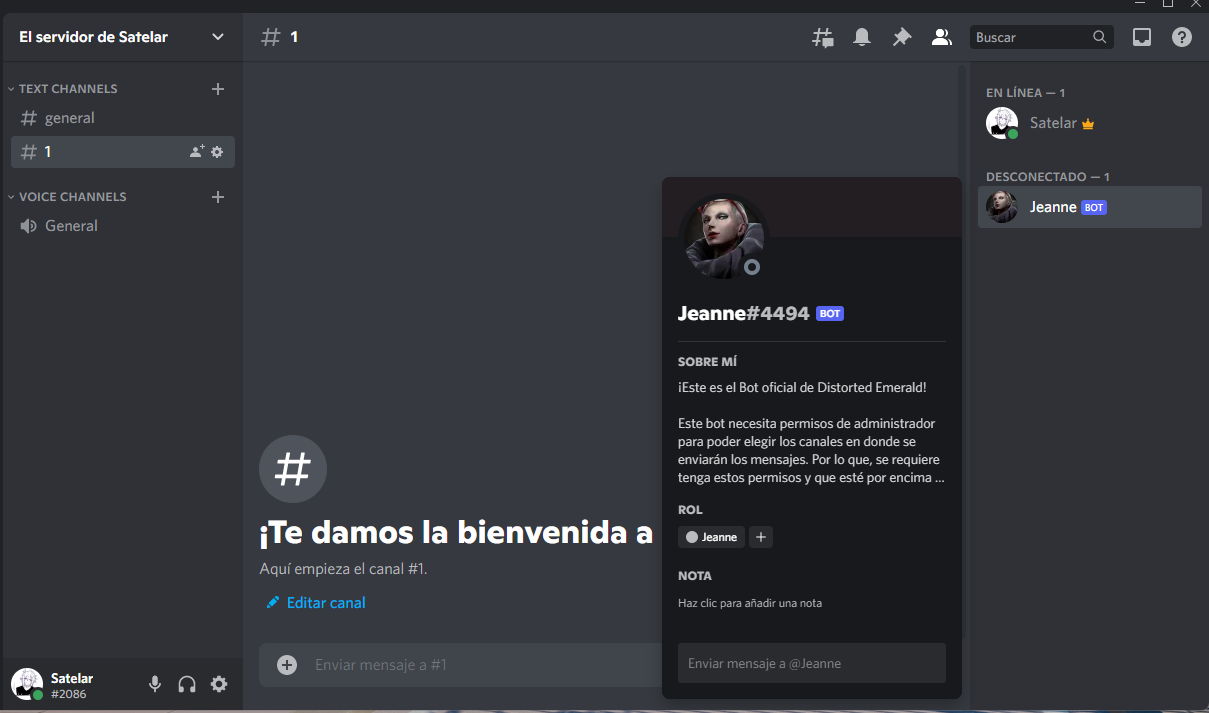 El servidor de Satelar
1
Buscar
TEXT CHANNELS
general
1
VOICE CHANNELS
General
¡Te damos la bienvenida a
Aquí empieza el canal #1.
Editar canal
Enviar mensaje a #1
Satelar
#2086
Jeanne#4494 BOT
SOBRE MÍ
¡Este es el Bot oficial de Distorted Emerald!
Este bot necesita permisos de administrador
para poder elegir los canales en donde se
enviarán los mensajes. Por lo que, se requiere
tenga estos permisos y que esté por encima ...
ROL
Jeanne
NOTA
Haz clic para añadir una nota
Enviar mensaje a @Jeanne
EN LÍNEA — 1
Satelar
DESCONECTADO — 1
Jeanne BOT